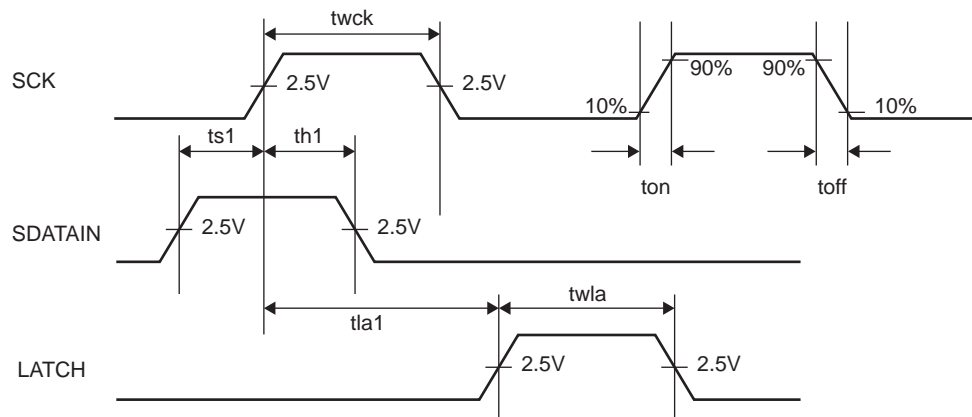 twck
SCK
2.5V
2.5V
10%
90%
90%
10%
ts1
th1
ton
toff
SDATAIN
2.5V
2.5V
tla1
twla
LATCH
2.5V
2.5V